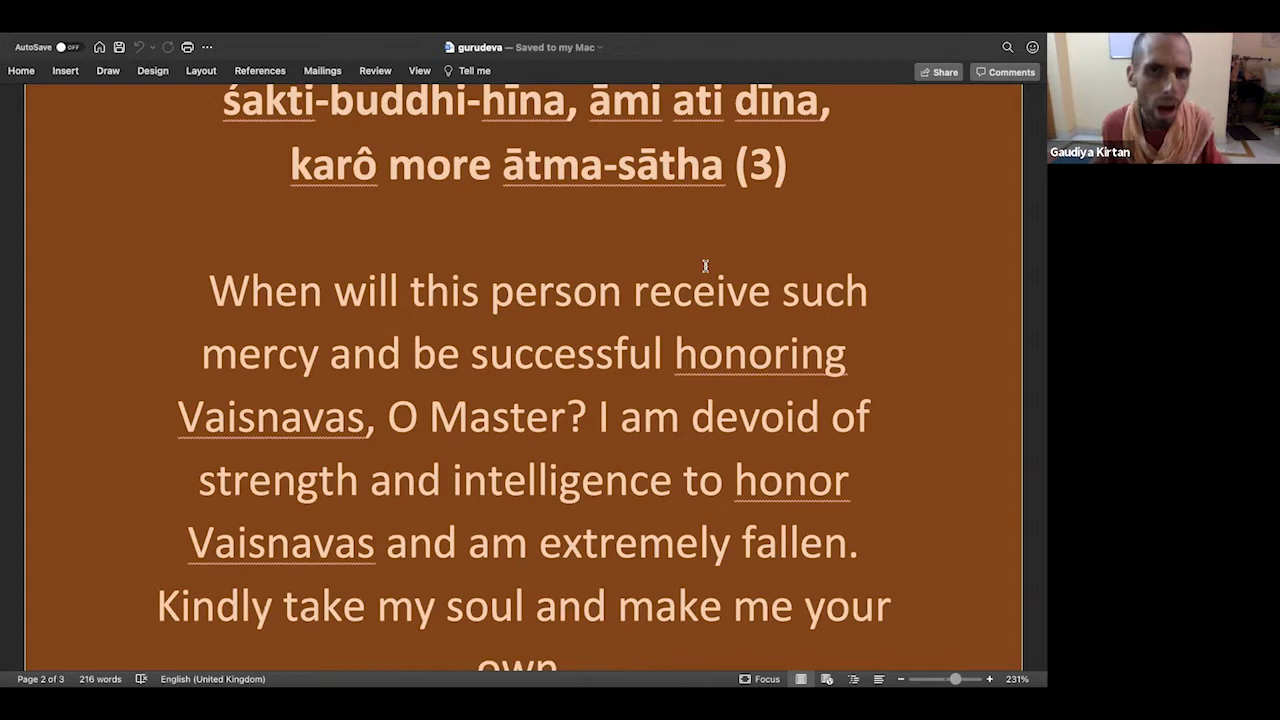 AutoSave OFF
gurudeva — Saved to my Mac
Home Insert Draw Design Layout References Mailings Review View Tell me Share Comments
śakti-buddhi-hīna, āmi ati dīna,
karô more ātma-sātha (3)
When will this person receive such
mercy and be successful honoring
Vaisnavas, O Master? I am devoid of
strength and intelligence to honor
Vaisnavas and am extremely fallen.
Kindly take my soul and make me your
own
Page 2 of 3 216 words English (United Kingdom) Focus 231%
Gaudiya Kirtan